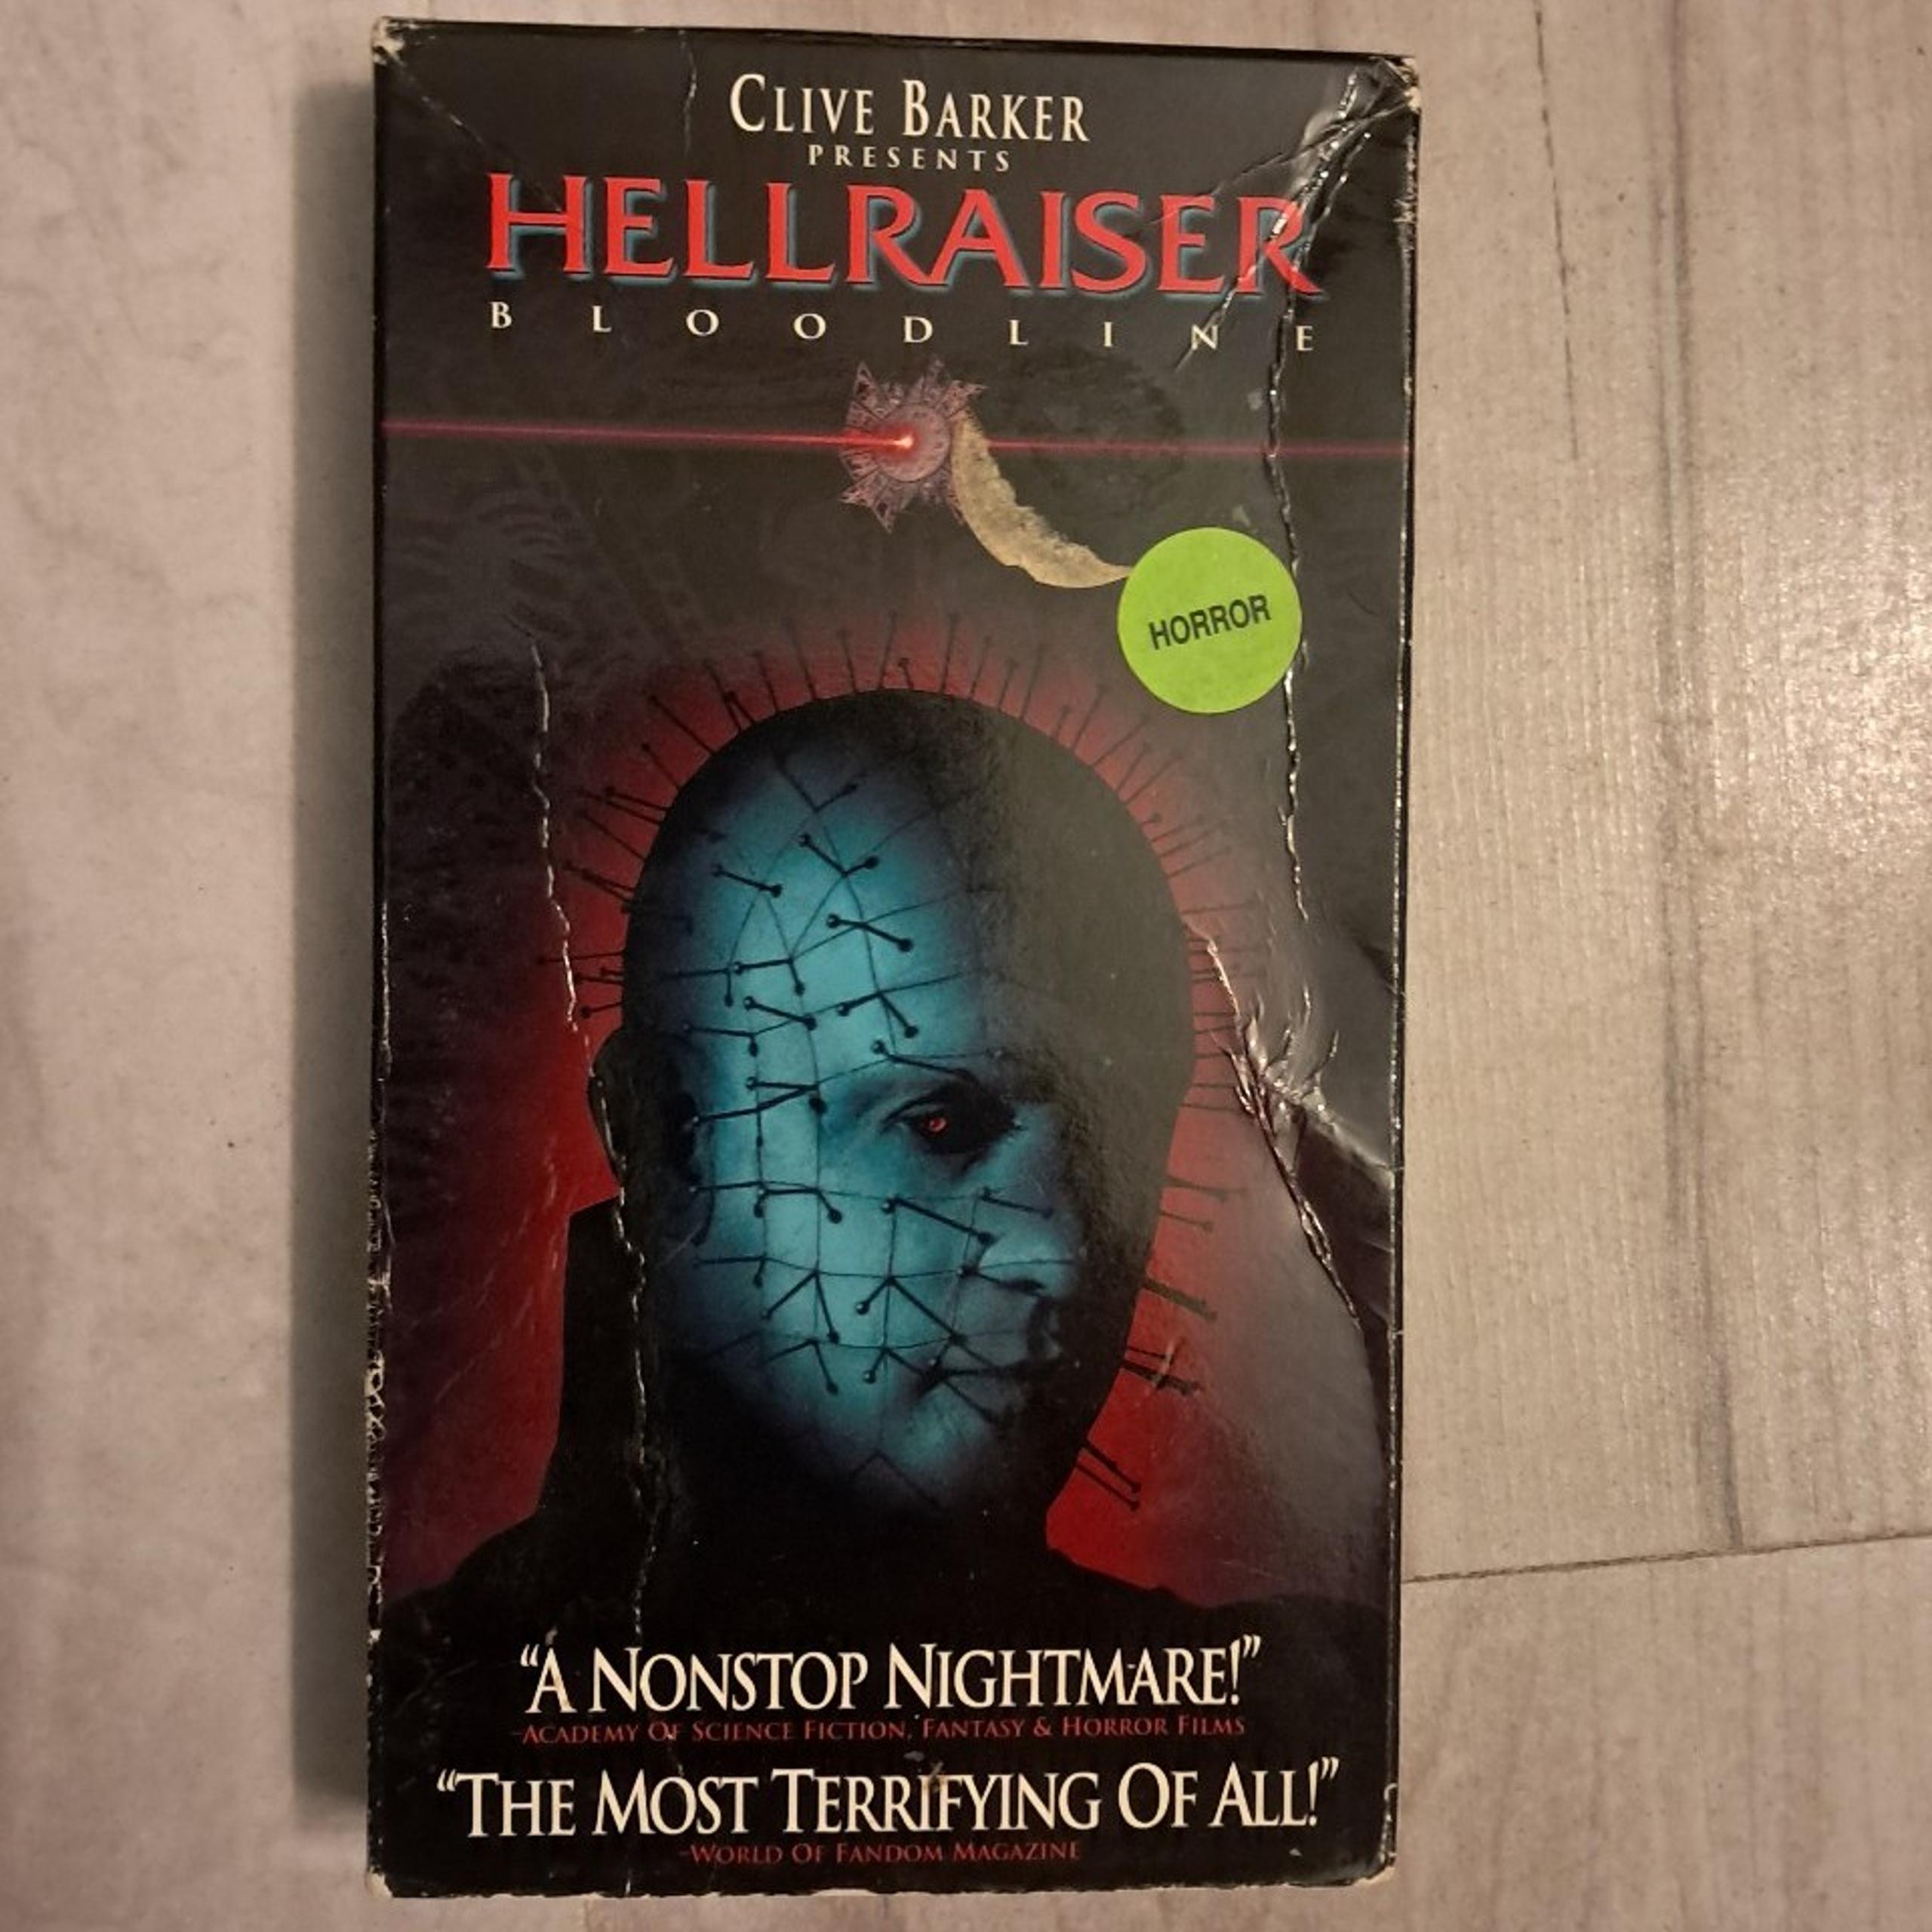 CLIVE BARKER
PRESENTS
HELLRAISER
BLOODLINE
HORROR
“A NONSTOP NIGHTMARE!”
-ACADEMY OF SCIENCE FICTION, FANTASY & HORROR FILMS
“THE MOST TERRIFYING OF ALL!”
-WORLD OF FANDOM MAGAZINE